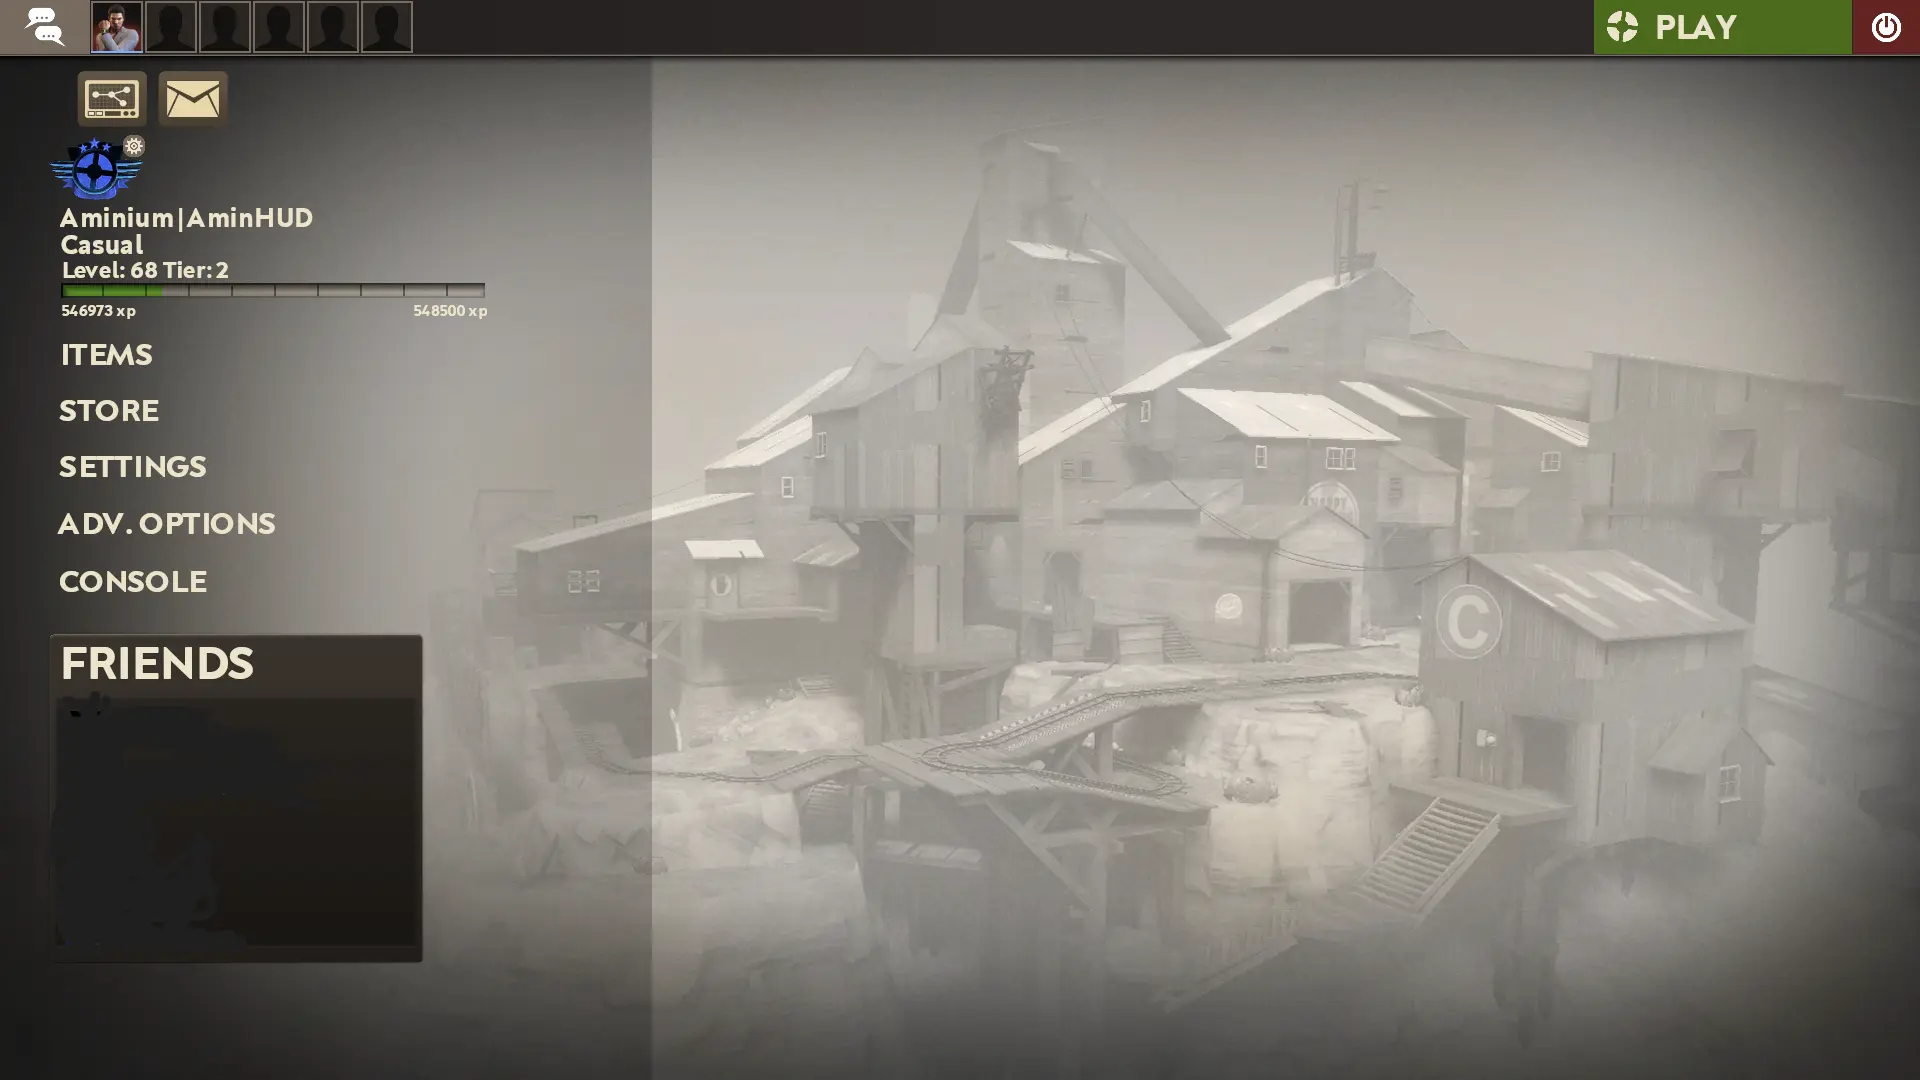 PLAY
Aminium|AminHUD
Casual
Level: 68 Tier: 2
546973 xp 548500 xp
ITEMS
STORE
SETTINGS
ADV. OPTIONS
CONSOLE
FRIENDS
C